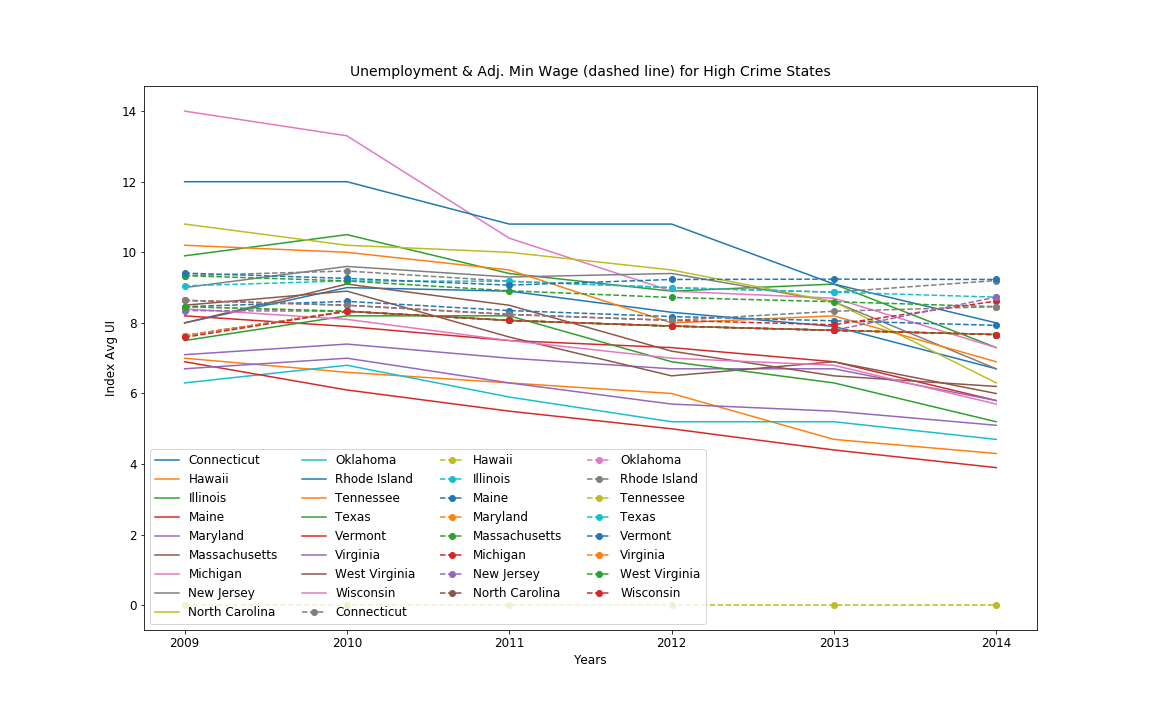 Unemployment & Adj. Min Wage (dashed line) for High Crime States
Index Avg UI
14
12
10
8
6
4
2
0
Connecticut
Hawaii
Illinois
Maine
Maryland
Massachusetts
Michigan
New Jersey
North Carolina
Oklahoma
Rhode Island
Tennessee
Texas
Vermont
Virginia
West Virginia
Wisconsin
Connecticut
Hawaii
Illinois
Maine
Maryland
Massachusetts
Michigan
New Jersey
North Carolina
Oklahoma
Rhode Island
Tennessee
Texas
Vermont
Virginia
West Virginia
Wisconsin
2009
2010
2011
2012
2013
2014
Years